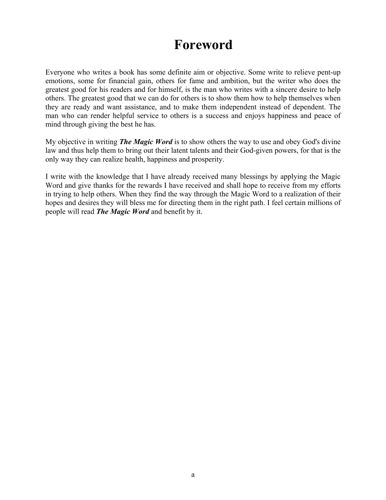 Foreword
Everyone who writes a book has some definite aim or objective. Some write to relieve pent-up
emotions, some for financial gain, others for fame and ambition, but the writer who does the
greatest good for his readers and for himself, is the man who writes with a sincere desire to help
others. The greatest good that we can do for others is to show them how to help themselves when
they are ready and want assistance, and to make them independent instead of dependent. The
man who can render helpful service to others is a success and enjoys happiness and peace of
mind through giving the best he has.
My objective in writing The Magic Word is to show others the way to use and obey God's divine
law and thus help them to bring out their latent talents and their God-given powers, for that is the
only way they can realize health, happiness and prosperity.
I write with the knowledge that I have already received many blessings by applying the Magic
Word and give thanks for the rewards I have received and shall hope to receive from my efforts
in trying to help others. When they find the way through the Magic Word to a realization of their
hopes and desires they will bless me for directing them in the right path. I feel certain millions of
people will read The Magic Word and benefit by it.
a